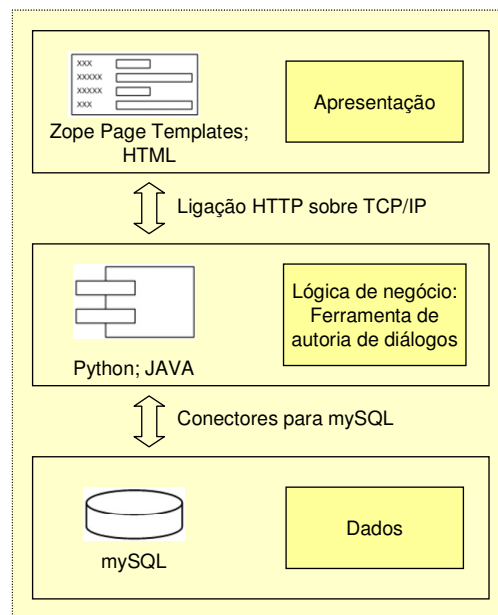 xxx
xxxxx
xxxxx
xxx
Zope Page Templates;
HTML
Apresentação
Ligação HTTP sobre TCP/IP
Python; JAVA
Lógica de negócio:
Ferramenta de
autoria de diálogos
Conectores para mySQL
mySQL
Dados